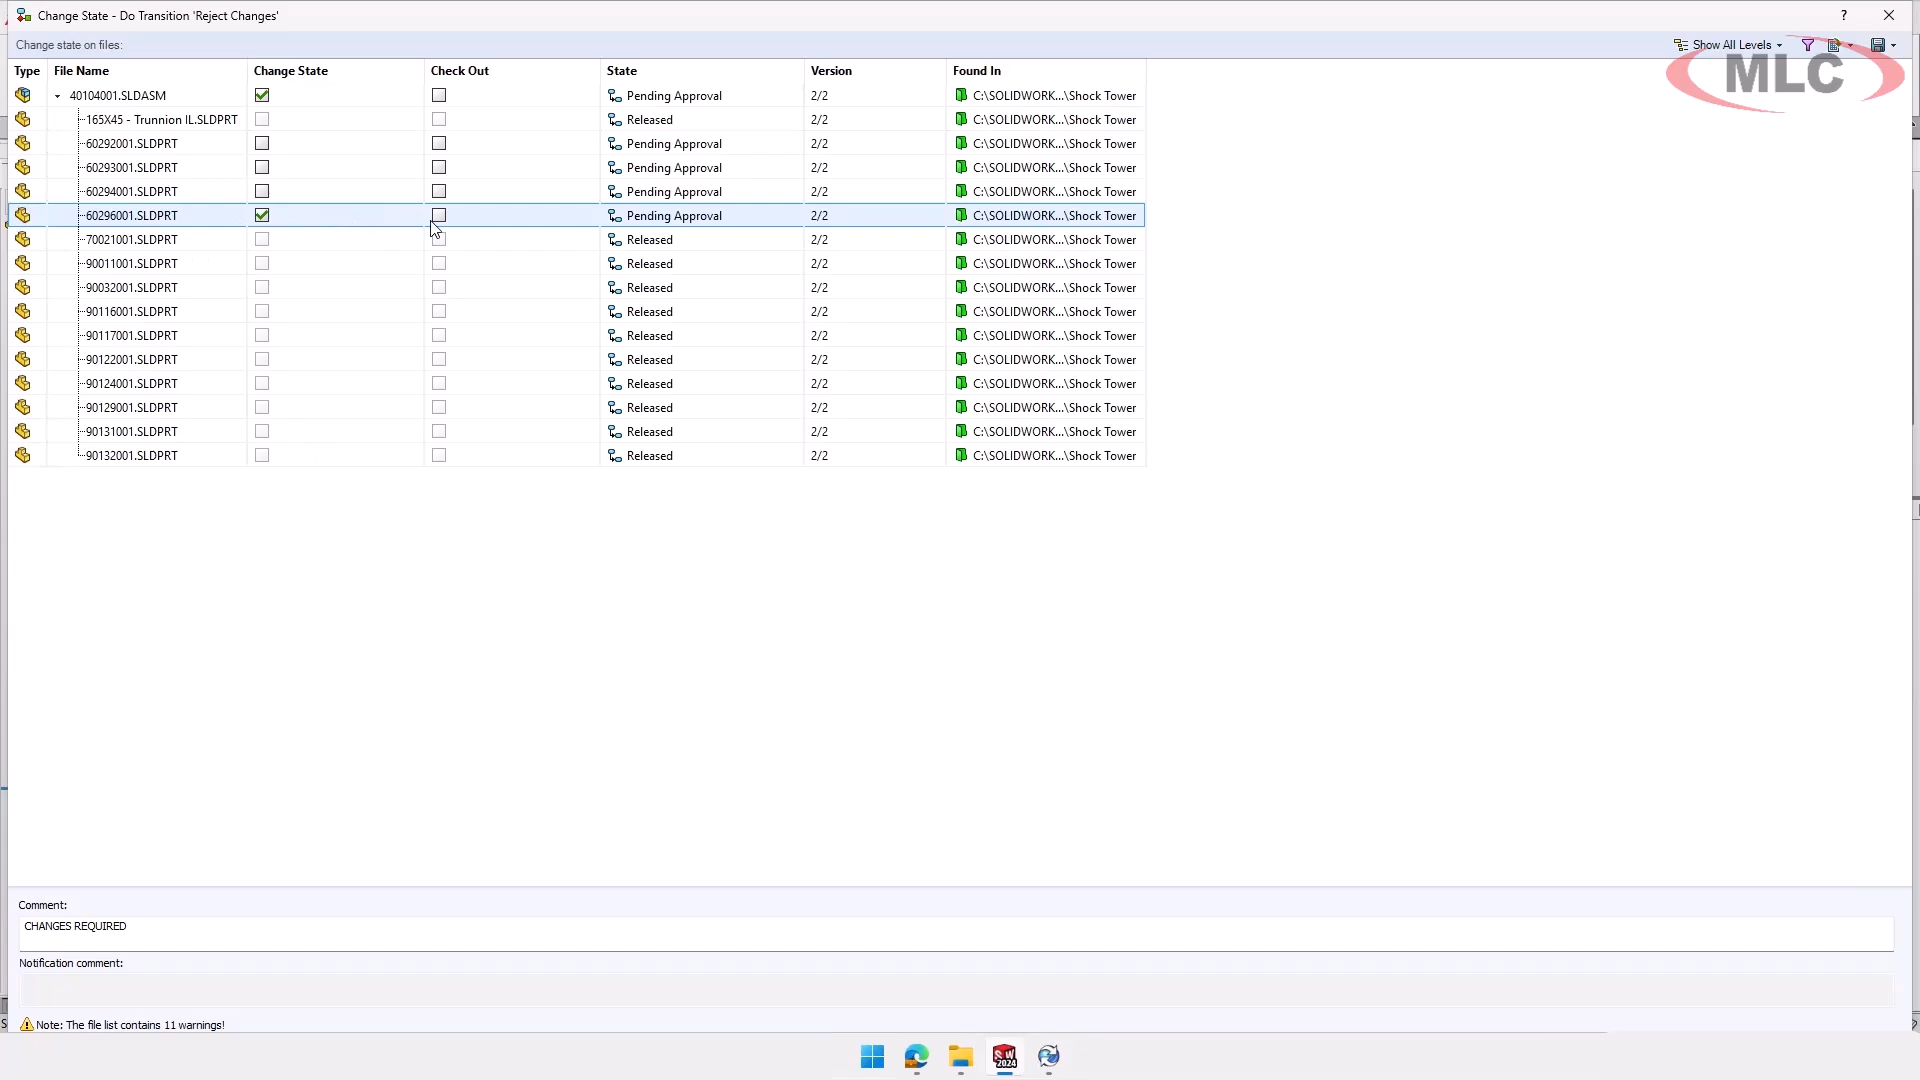 Change State - Do Transition 'Reject Changes'
?
Change state on files:
Show All Levels
MLC
Type File Name Change State Check Out State Version Found In
40104001.SLDASM Pending Approval 2/2 C:\SOLIDWORK...\Shock Tower
165X45 - Trunnion IL.SLDPRT Released 2/2 C:\SOLIDWORK...\Shock Tower
60292001.SLDPRT Pending Approval 2/2 C:\SOLIDWORK...\Shock Tower
60293001.SLDPRT Pending Approval 2/2 C:\SOLIDWORK...\Shock Tower
60294001.SLDPRT Pending Approval 2/2 C:\SOLIDWORK...\Shock Tower
60296001.SLDPRT Pending Approval 2/2 C:\SOLIDWORK...\Shock Tower
70021001.SLDPRT Released 2/2 C:\SOLIDWORK...\Shock Tower
90011001.SLDPRT Released 2/2 C:\SOLIDWORK...\Shock Tower
90032001.SLDPRT Released 2/2 C:\SOLIDWORK...\Shock Tower
90116001.SLDPRT Released 2/2 C:\SOLIDWORK...\Shock Tower
90117001.SLDPRT Released 2/2 C:\SOLIDWORK...\Shock Tower
90122001.SLDPRT Released 2/2 C:\SOLIDWORK...\Shock Tower
90124001.SLDPRT Released 2/2 C:\SOLIDWORK...\Shock Tower
90129001.SLDPRT Released 2/2 C:\SOLIDWORK...\Shock Tower
90131001.SLDPRT Released 2/2 C:\SOLIDWORK...\Shock Tower
90132001.SLDPRT Released 2/2 C:\SOLIDWORK...\Shock Tower
Comment:
CHANGES REQUIRED
Notification comment:
Note: The file list contains 11 warnings!
SW
2024